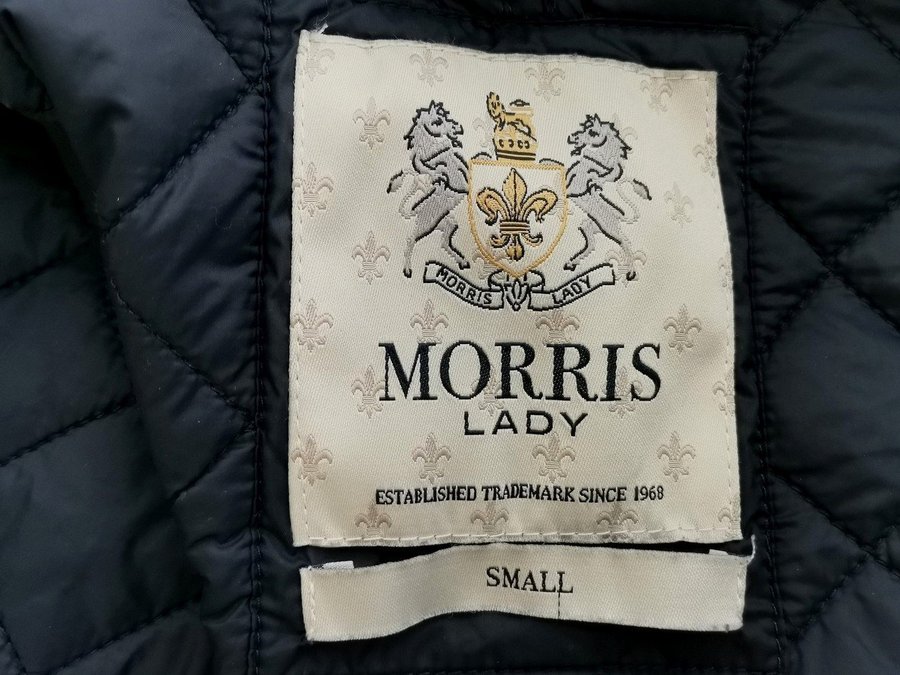 MORRIS LADY
MORRIS
LADY
ESTABLISHED TRADEMARK SINCE 1968
SMALL